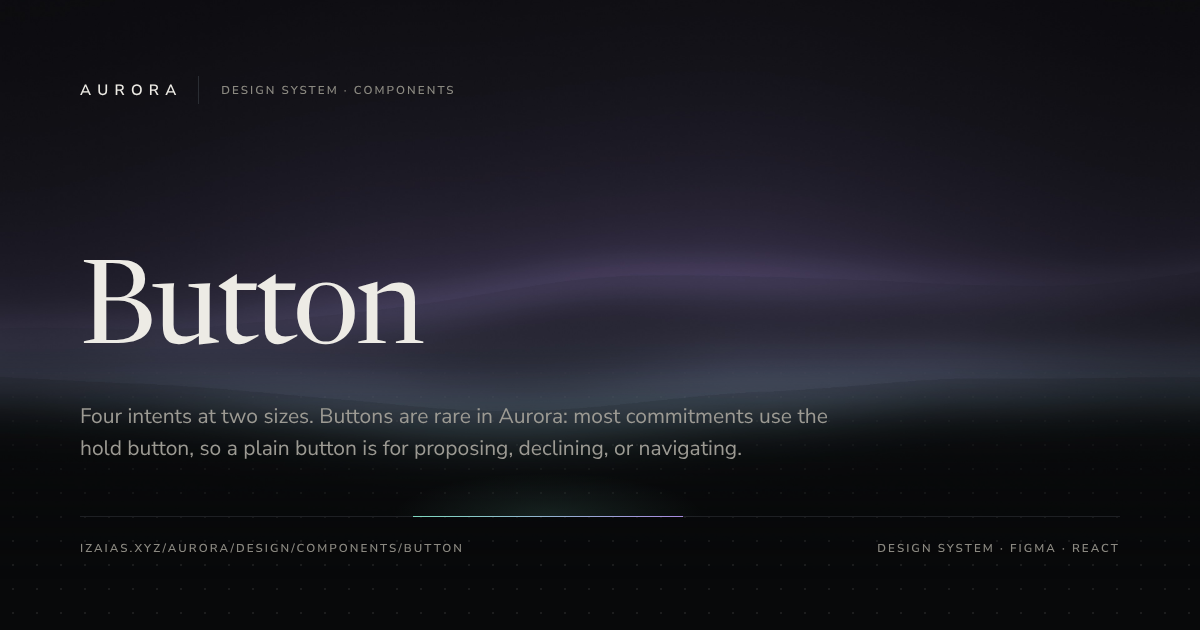 AURORA
DESIGN SYSTEM · COMPONENTS
Button
Four intents at two sizes. Buttons are rare in Aurora: most commitments use the
hold button, so a plain button is for proposing, declining, or navigating.
IZAIAS.XYZ/AURORA/DESIGN/COMPONENTS/BUTTON
DESIGN SYSTEM · FIGMA · REACT